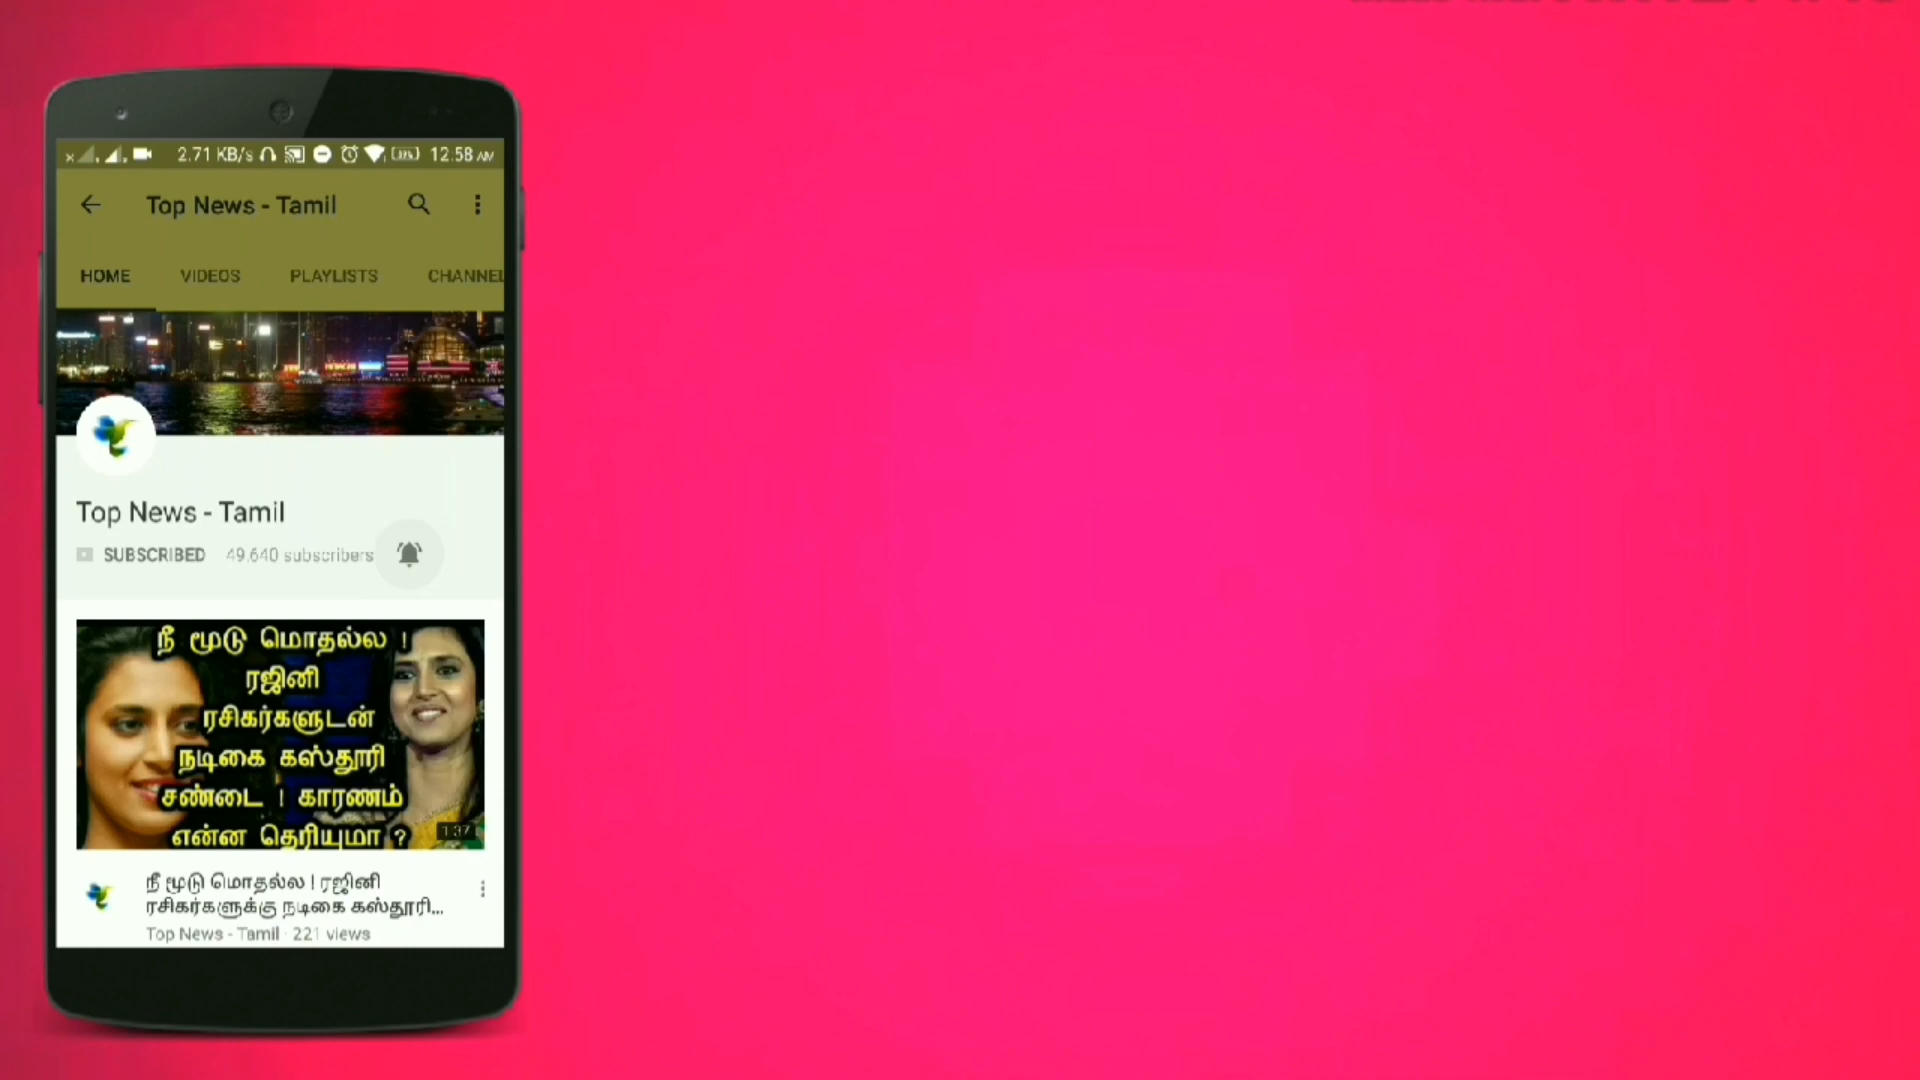 2.71 KB/s 12.58 AM
Top News - Tamil
HOME VIDEOS PLAYLISTS CHANNEL
Top News - Tamil
SUBSCRIBED 49,640 subscribers
நீ மூடு மொதல்ல !
ரஜினி
ரசிகர்களுடன்
நடிகை கஸ்தூரி
சண்டை ! காரணம்
என்ன தெரியுமா ?
1:37
நீ மூடு மொதல்ல ! ரஜினி
ரசிகர்களுக்கு நடிகை கஸ்தூரி...
Top News - Tamil · 221 views